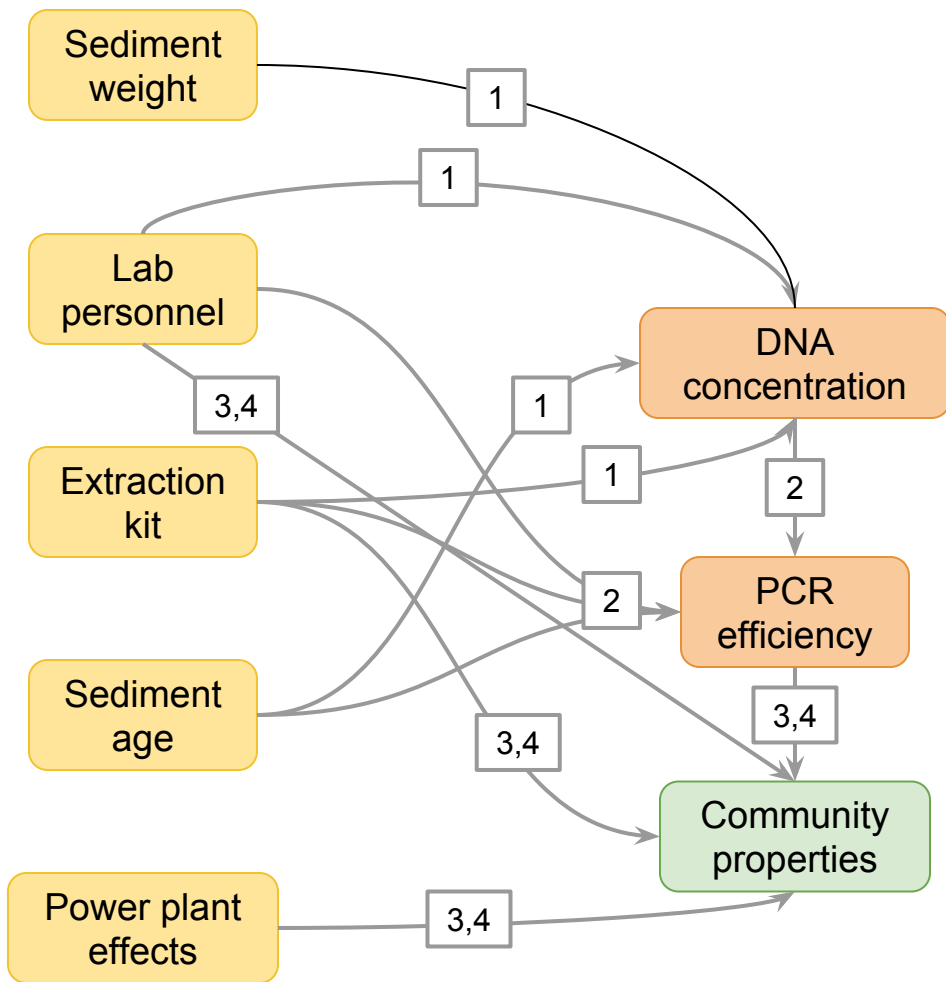 Sediment
weight
1
1
Lab
personnel
DNA
concentration
3,4
1
Extraction
kit
1
2
2
PCR
efficiency
Sediment
age
3,4
3,4
Community
properties
Power plant
effects
3,4